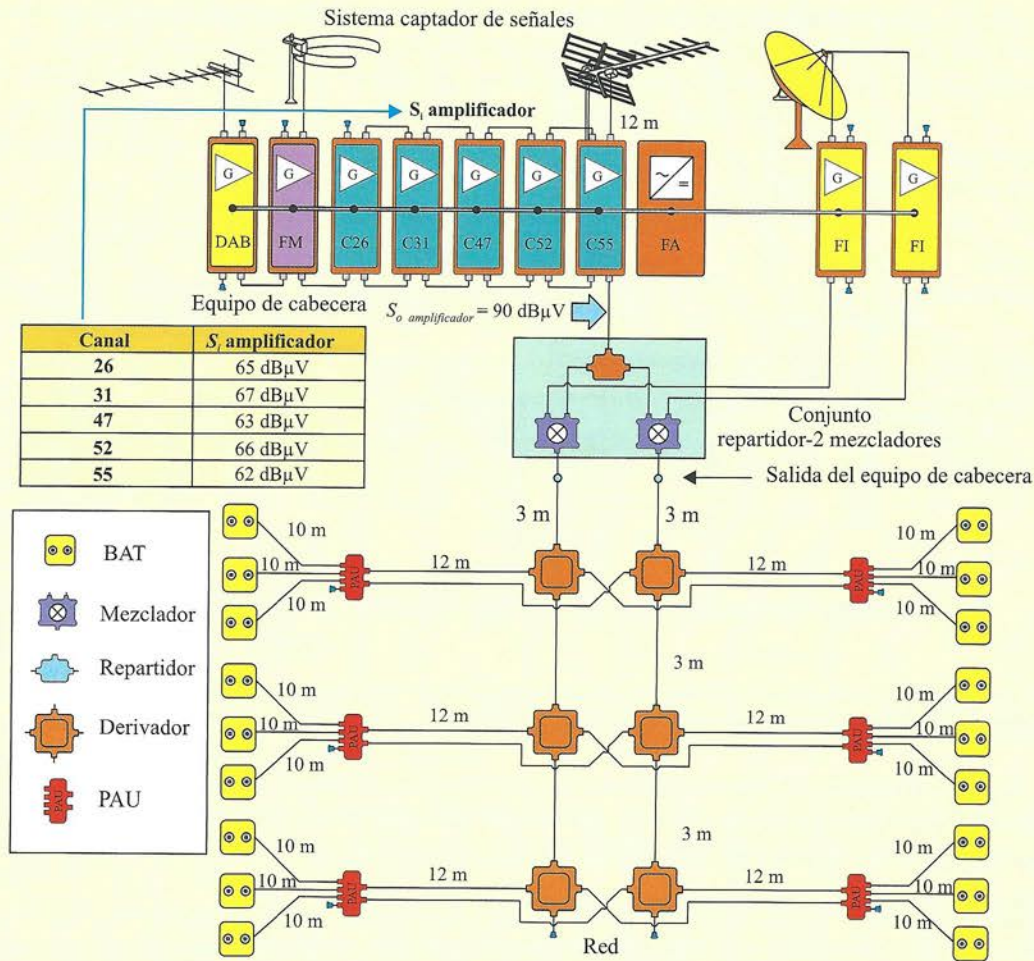 Sistema captador de señales
Sᵢ amplificador
12 m
G
G
G
G
G
G
G
G
G
DAB
FM
C26
C31
C47
C52
C55
FA
FI
FI
Equipo de cabecera
Sₒ amplificador = 90 dBµV
Canal Sᵢ amplificador
26 65 dBµV
31 67 dBµV
47 63 dBµV
52 66 dBµV
55 62 dBµV
Conjunto
repartidor-2 mezcladores
Salida del equipo de cabecera
3 m
3 m
BAT
Mezclador
Repartidor
Derivador
PAU
PAU
10 m
10 m
10 m
PAU
12 m
12 m
PAU
10 m
10 m
10 m
3 m
10 m
10 m
10 m
PAU
12 m
12 m
PAU
10 m
10 m
10 m
3 m
10 m
10 m
10 m
PAU
12 m
12 m
PAU
10 m
10 m
10 m
Red